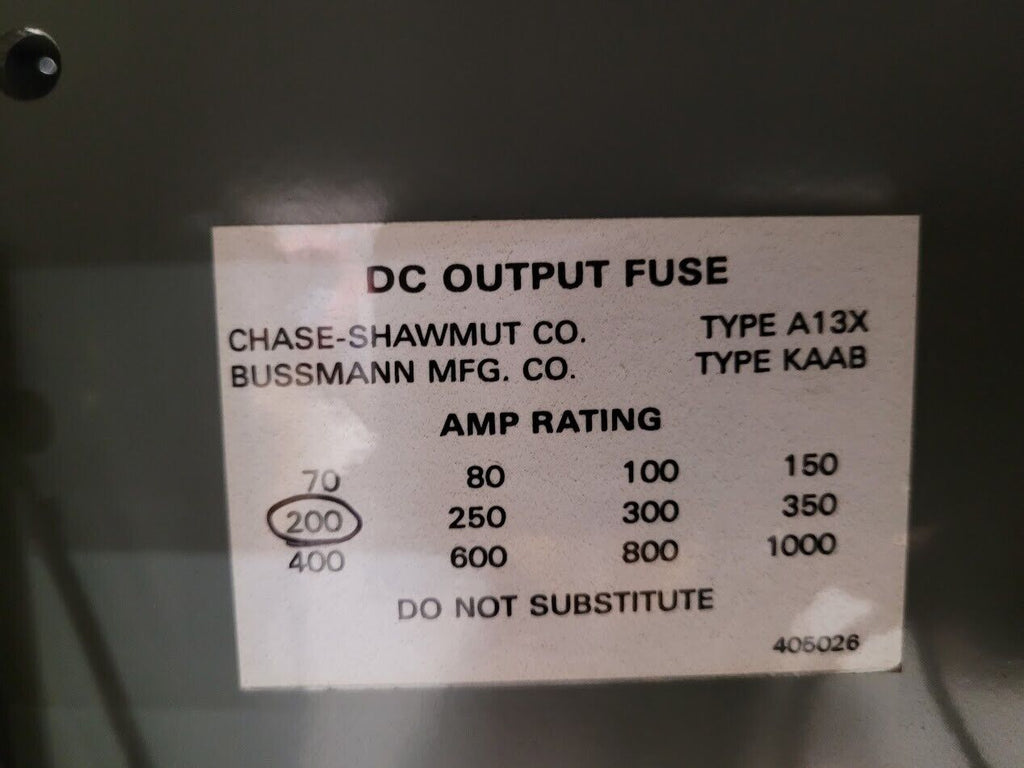 DC OUTPUT FUSE
CHASE-SHAWMUT CO. TYPE A13X
BUSSMANN MFG. CO. TYPE KAAB
AMP RATING
70 80 100 150
200 250 300 350
400 600 800 1000
DO NOT SUBSTITUTE
405026